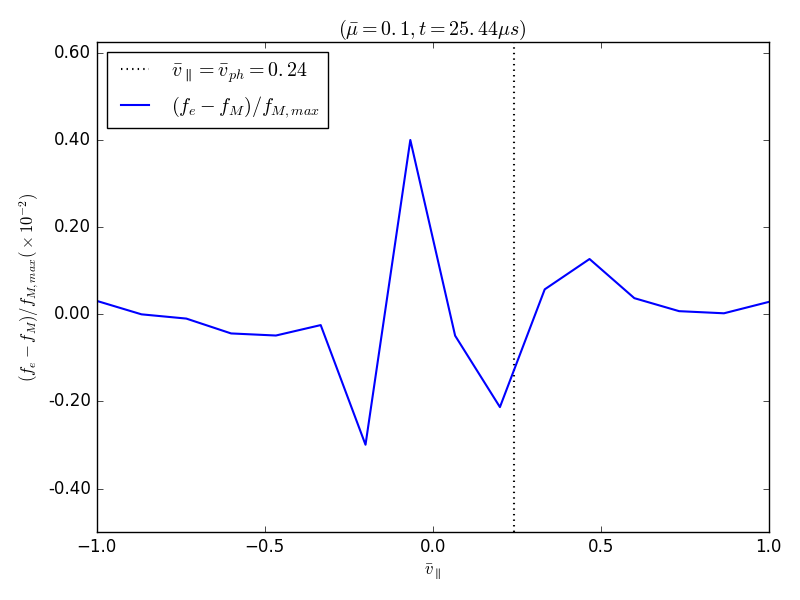 (μ̄ = 0.1, t = 25.44μs)
0.60
v̄∥ = v̄ph = 0.24
(fe − fM)/fM,max
0.40
0.20
0.00
-0.20
-0.40
(fe − fM)/fM,max(×10⁻²)
−1.0 −0.5 0.0 0.5 1.0
v̄∥